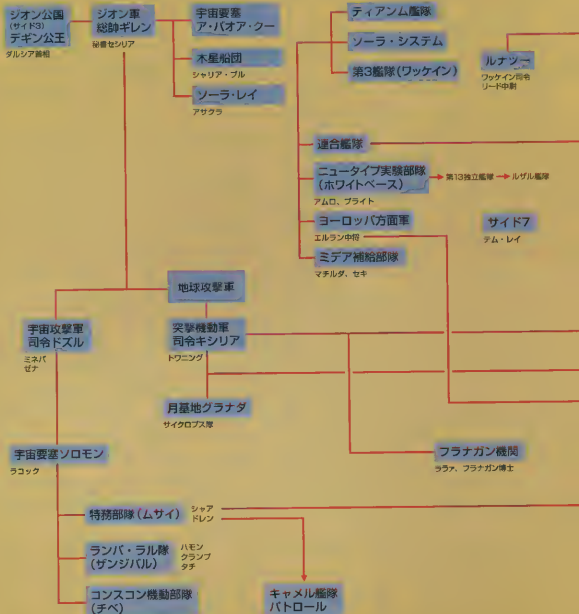 ジオン公国
(サイド3)
デギン公王
ダルシア首相
ジオン軍
総帥ギレン
秘書セシリア
宇宙要塞
ア・バオア・クー
木星船団
シャリア・ブル
ソーラ・レイ
アサクラ
ティアンム艦隊
ソーラ・システム
第3艦隊(ワッケイン)
ルナツー
ワッケイン司令
リード中尉
連合艦隊
ニュータイプ実験部隊
(ホワイトベース)
アムロ、ブライト
第13独立艦隊
ルザル艦隊
ヨーロッパ方面軍
エルラン中将
ミデア補給部隊
マチルダ、セキ
サイド7
テム・レイ
地球攻撃軍
宇宙攻撃軍
司令ドズル
ミネバ
ゼナ
突撃機動軍
司令キシリア
トワニング
月基地グラナダ
サイクロプス隊
フラナガン機関
ララァ、フラナガン博士
宇宙要塞ソロモン
ラコック
特務部隊(ムサイ)
シャア
ドレン
ランバ・ラル隊
(ザンジバル)
ハモン
クランプ
タチ
コンスコン機動部隊
(チベ)
キャメル艦隊
パトロール